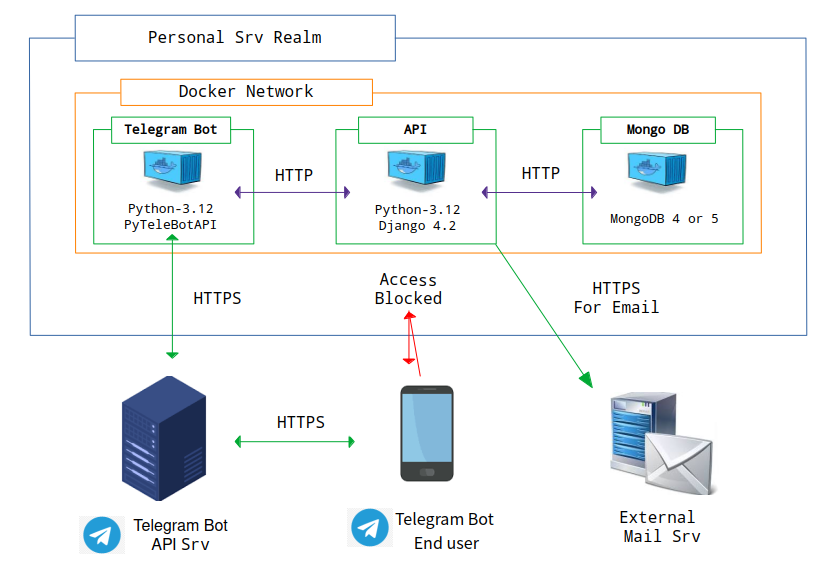 Personal Srv Realm
Docker Network
Telegram Bot
API
Mongo DB
HTTP
HTTP
Python-3.12
PyTeleBotAPI
Python-3.12
Django 4.2
MongoDB 4 or 5
HTTPS
Access
Blocked
HTTPS
For Email
HTTPS
Telegram Bot
API Srv
Telegram Bot
End user
External
Mail Srv